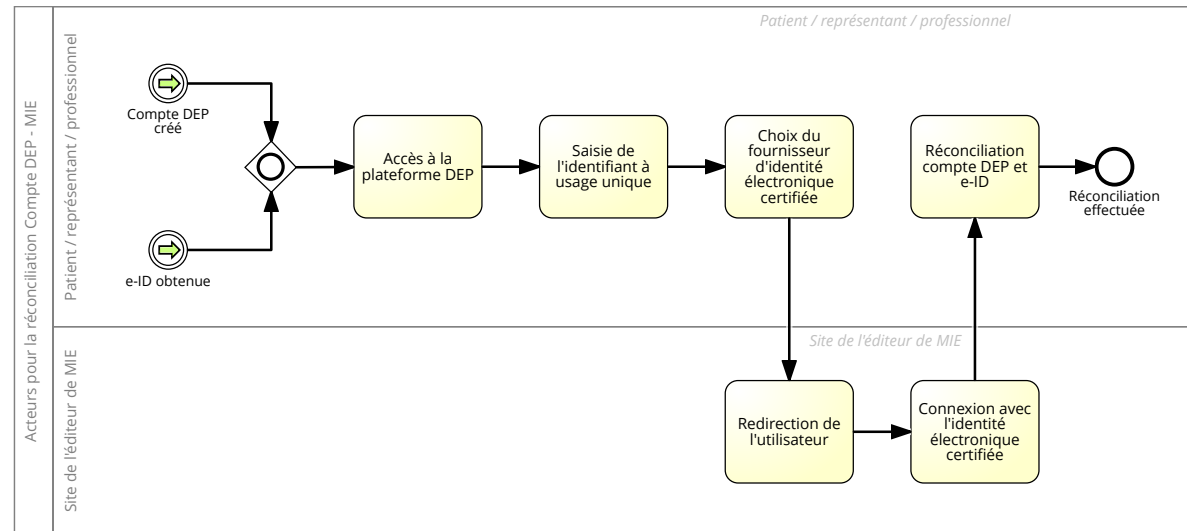 Acteurs pour la réconciliation Compte DEP - MIE
Patient / représentant / professionnel
Patient / représentant / professionnel
Compte DEP
créé
e-ID obtenue
Accès à la
plateforme DEP
Saisie de
l'identifiant à
usage unique
Choix du
fournisseur
d'identité
électronique
certifiée
Réconciliation
compte DEP et
e-ID
Réconciliation
effectuée
Site de l'éditeur de MIE
Site de l'éditeur de MIE
Redirection de
l'utilisateur
Connexion avec
l'identité
électronique
certifiée